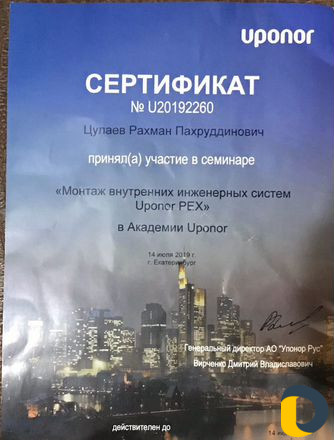 uponor
СЕРТИФИКАТ
№ U20192260
Цулаев Рахман Пахруддинович
принял(а) участие в семинаре
«Монтаж внутренних инженерных систем
Uponor PEX»
в Академии Uponor
14 июля 2019 г.
г. Екатеринбург
Генеральный директор АО "Упонор Рус"
Вирченко Дмитрий Владиславович
действителен до
14